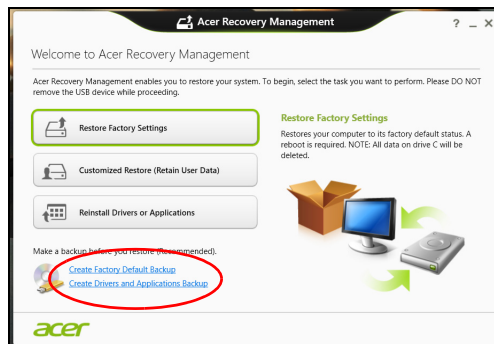 Acer Recovery Management
Welcome to Acer Recovery Management
Acer Recovery Management enables you to restore your system. To begin, select the task you want to perform. Please DO NOT
remove the USB device while proceeding.
Restore Factory Settings
Customized Restore (Retain User Data)
Reinstall Drivers or Applications
Restore Factory Settings
Restores your computer to its factory default status. A
reboot is required. NOTE: All data on drive C will be
deleted.
Make a backup before you restore (Recommended).
Create Factory Default Backup
Create Drivers and Applications Backup
acer